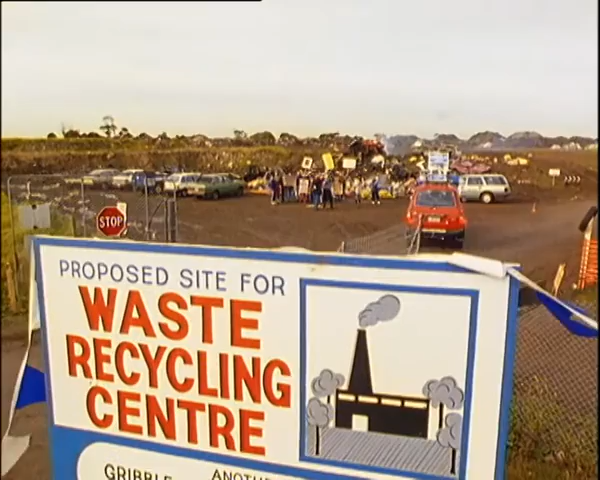 STOP
PROPOSED SITE FOR
WASTE
RECYCLING
CENTRE
GRIBBLE